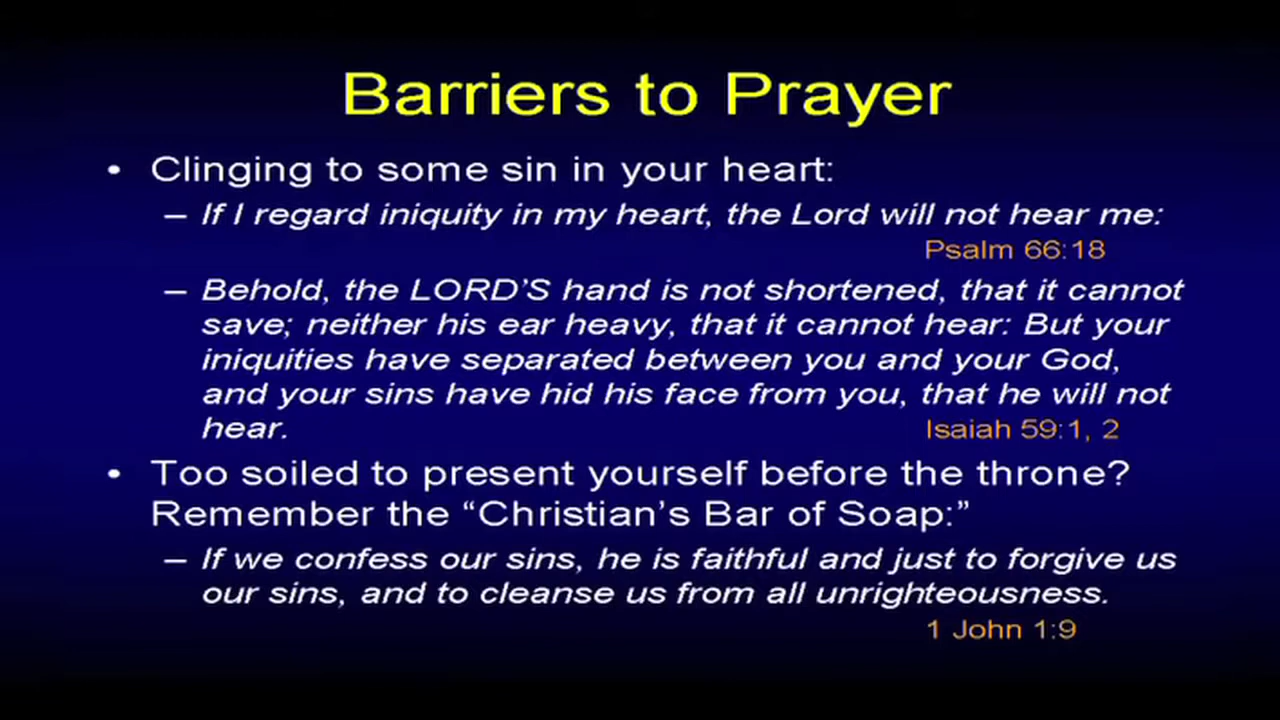 Barriers to Prayer
• Clinging to some sin in your heart:
– If I regard iniquity in my heart, the Lord will not hear me:
Psalm 66:18
– Behold, the LORD'S hand is not shortened, that it cannot
save; neither his ear heavy, that it cannot hear: But your
iniquities have separated between you and your God,
and your sins have hid his face from you, that he will not
hear. Isaiah 59:1, 2
• Too soiled to present yourself before the throne?
Remember the “Christian’s Bar of Soap:”
– If we confess our sins, he is faithful and just to forgive us
our sins, and to cleanse us from all unrighteousness.
1 John 1:9